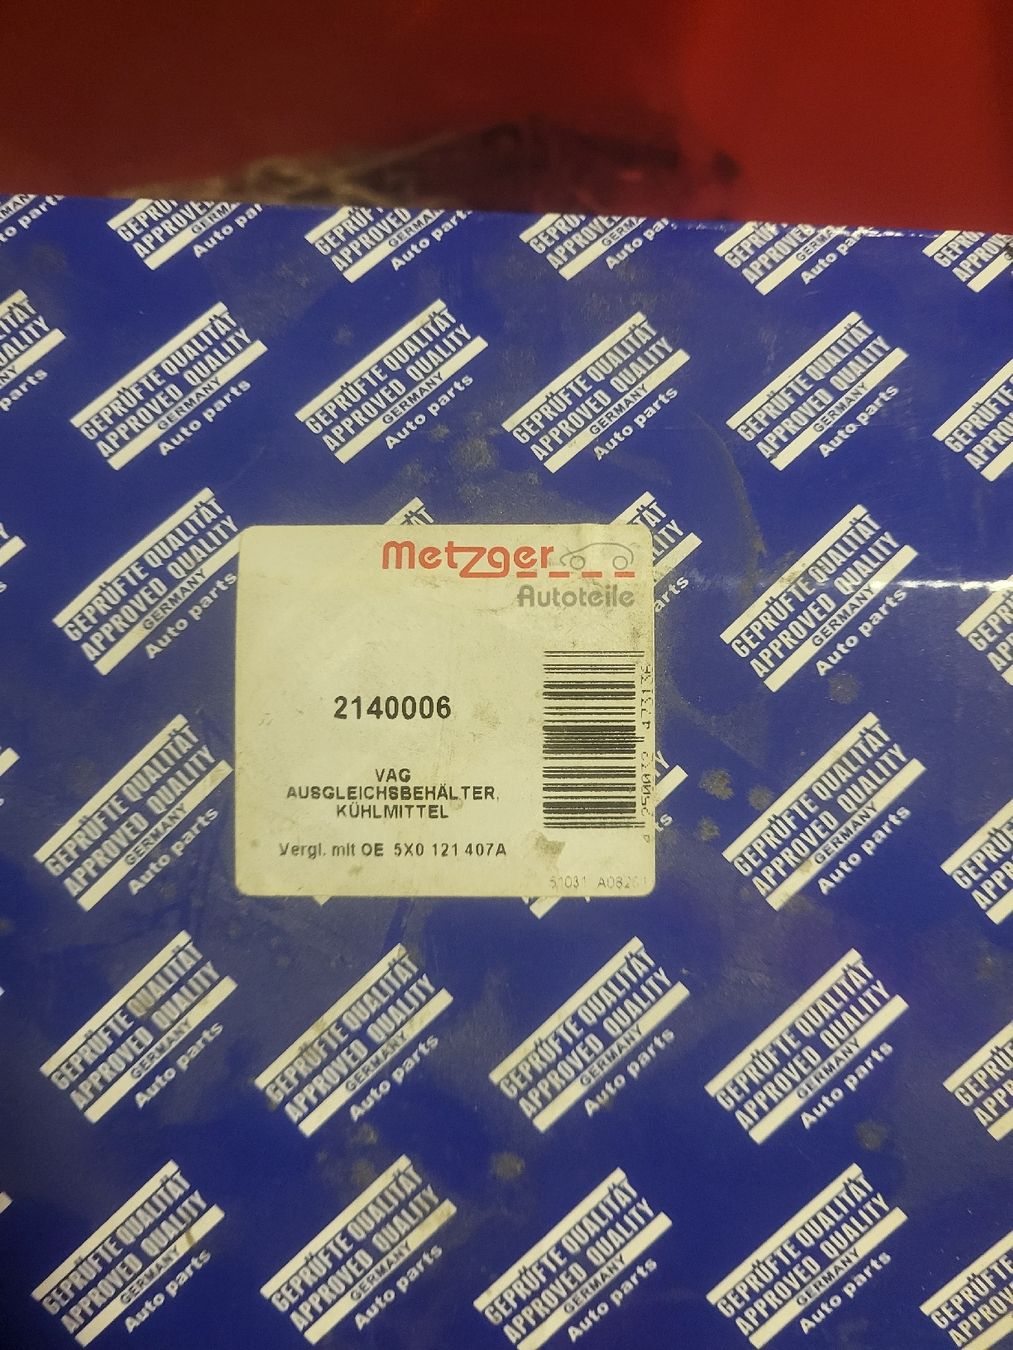 GEPRÜFTE QUALITÄT
APPROVED QUALITY
GERMANY
Auto parts
Metzger
Autoteile
2140006
VAG
AUSGLEICHSBEHÄLTER,
KÜHLMITTEL
Vergl. mit OE 5X0 121 407A
51031